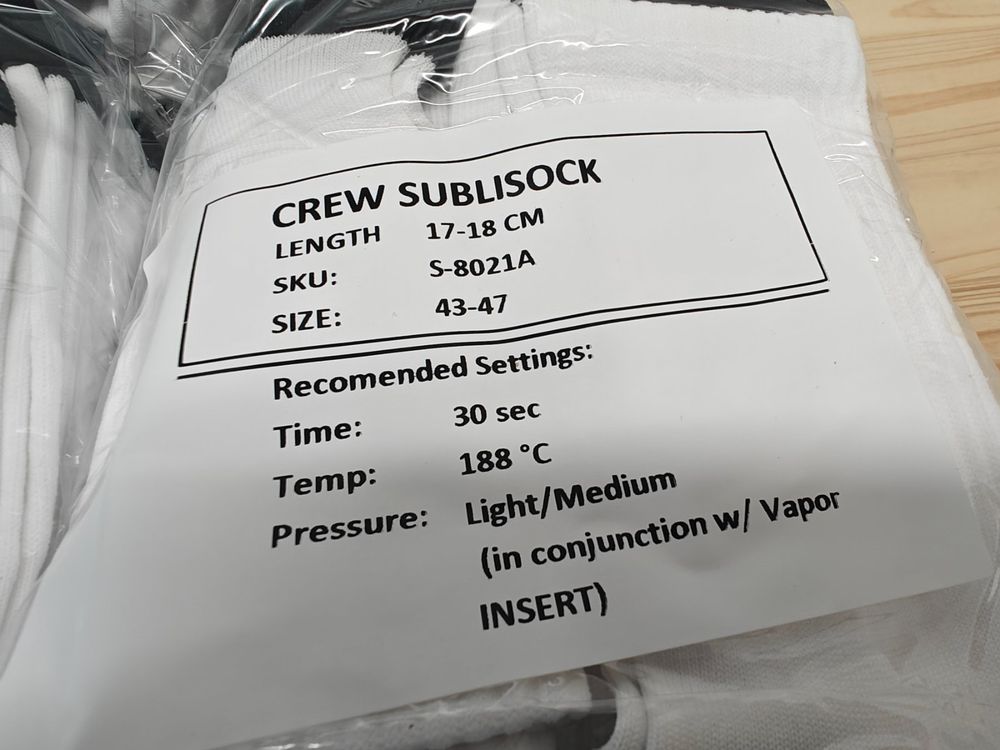 CREW SUBLISOCK
LENGTH 17-18 CM
SKU: S-8021A
SIZE: 43-47
Recomended Settings:
Time: 30 sec
Temp: 188 °C
Pressure: Light/Medium
(in conjunction w/ Vapor
INSERT)